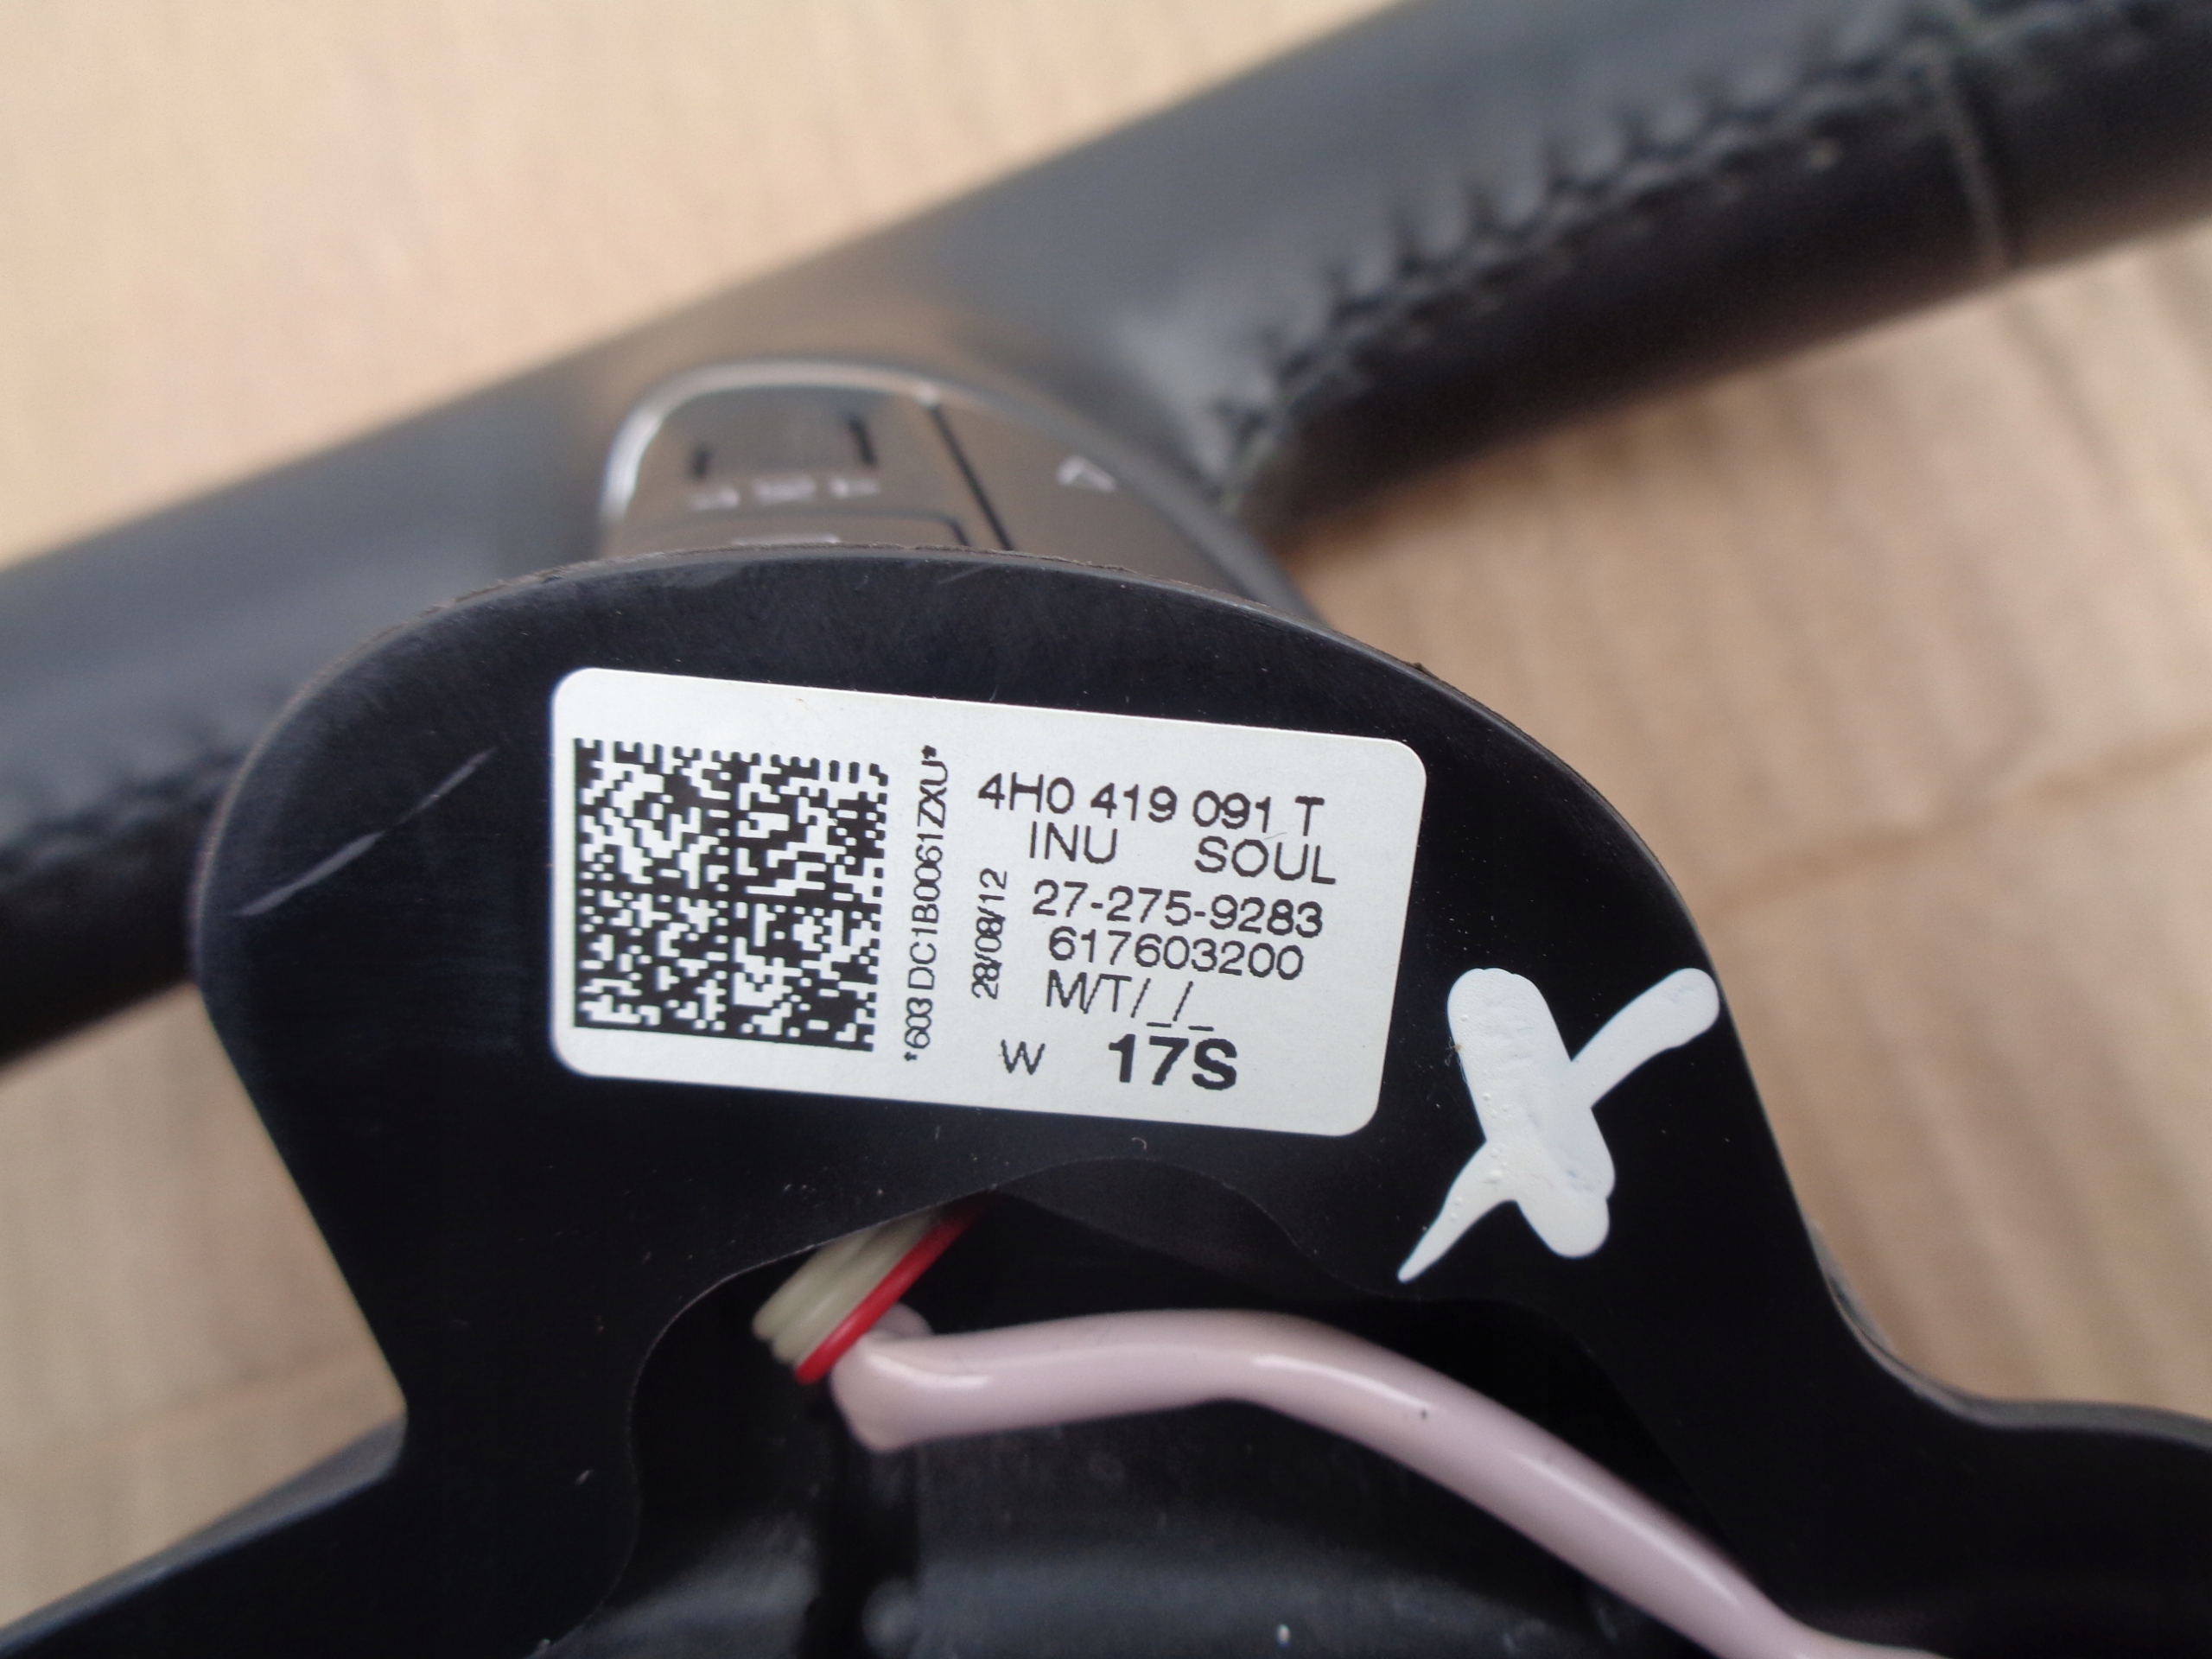 4H0 419 091 T
INU SOUL
27-275-9283
617603200
M/T/_/_
W 17S
28/08/12
*603 DC1B0061ZXU*